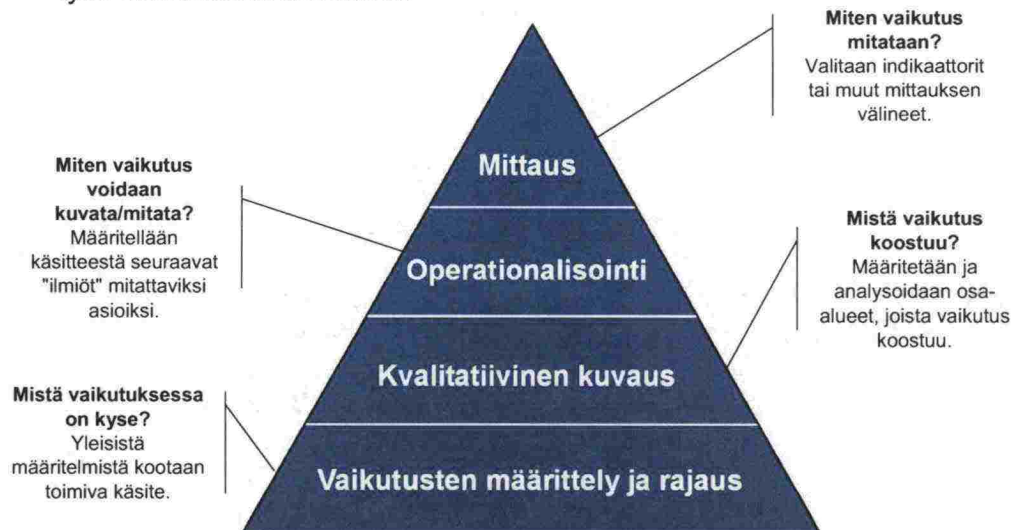 Miten vaikutus
mitataan?
Valitaan indikaattorit
tai muut mittauksen
välineet.
Mittaus
Miten vaikutus
voidaan
kuvata/mitata?
Määritellään
käsitteestä seuraavat
"ilmiöt" mitattaviksi
asioiksi.
Operationalisointi
Mistä vaikutus
koostuu?
Määritetään ja
analysoidaan osa-
alueet, joista vaikutus
koostuu.
Kvalitatiivinen kuvaus
Mistä vaikutuksessa
on kyse?
Yleisistä
määritelmistä kootaan
toimiva käsite.
Vaikutusten määrittely ja rajaus